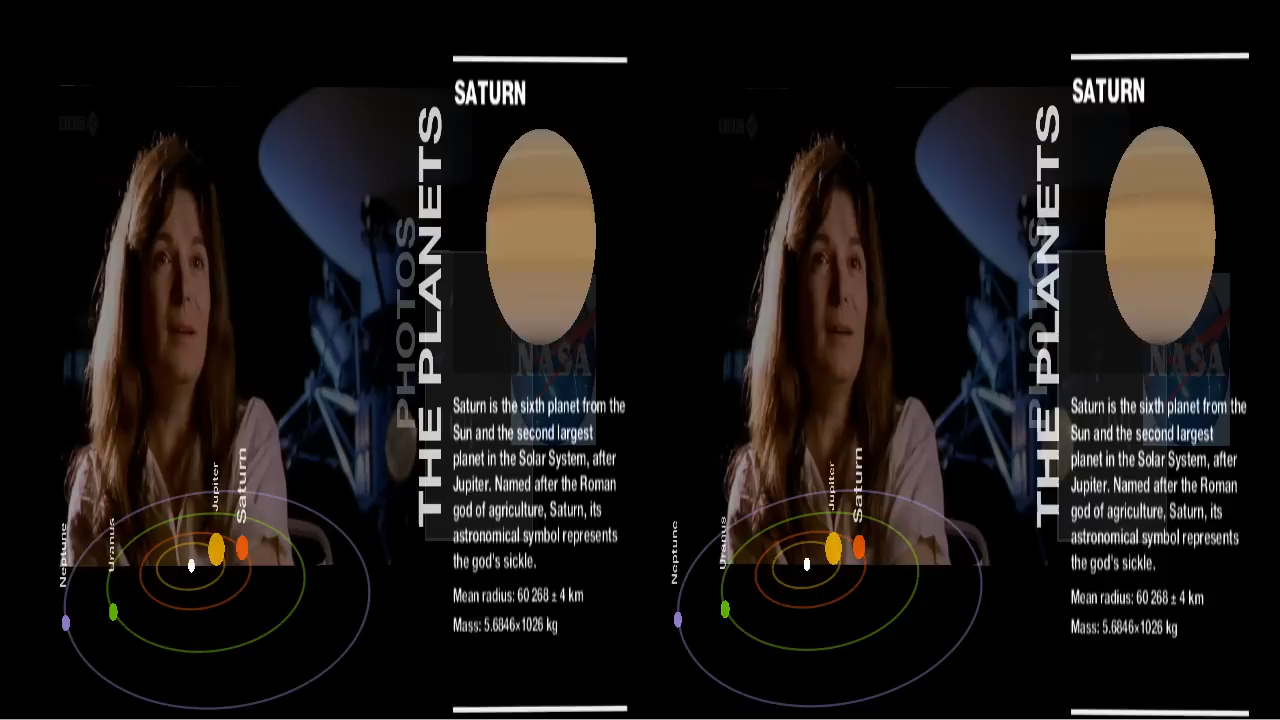 SATURN
THE PLANETS
PHOTOS
NASA
Saturn is the sixth planet from the
Sun and the second largest
planet in the Solar System, after
Jupiter. Named after the Roman
god of agriculture, Saturn, its
astronomical symbol represents
the god's sickle.
Mean radius: 60 268 ± 4 km
Mass: 5.6846×1026 kg
Jupiter
Saturn
Uranus
Neptune
SATURN
THE PLANETS
PHOTOS
NASA
Saturn is the sixth planet from the
Sun and the second largest
planet in the Solar System, after
Jupiter. Named after the Roman
god of agriculture, Saturn, its
astronomical symbol represents
the god's sickle.
Mean radius: 60 268 ± 4 km
Mass: 5.6846×1026 kg
Jupiter
Saturn
Uranus
Neptune